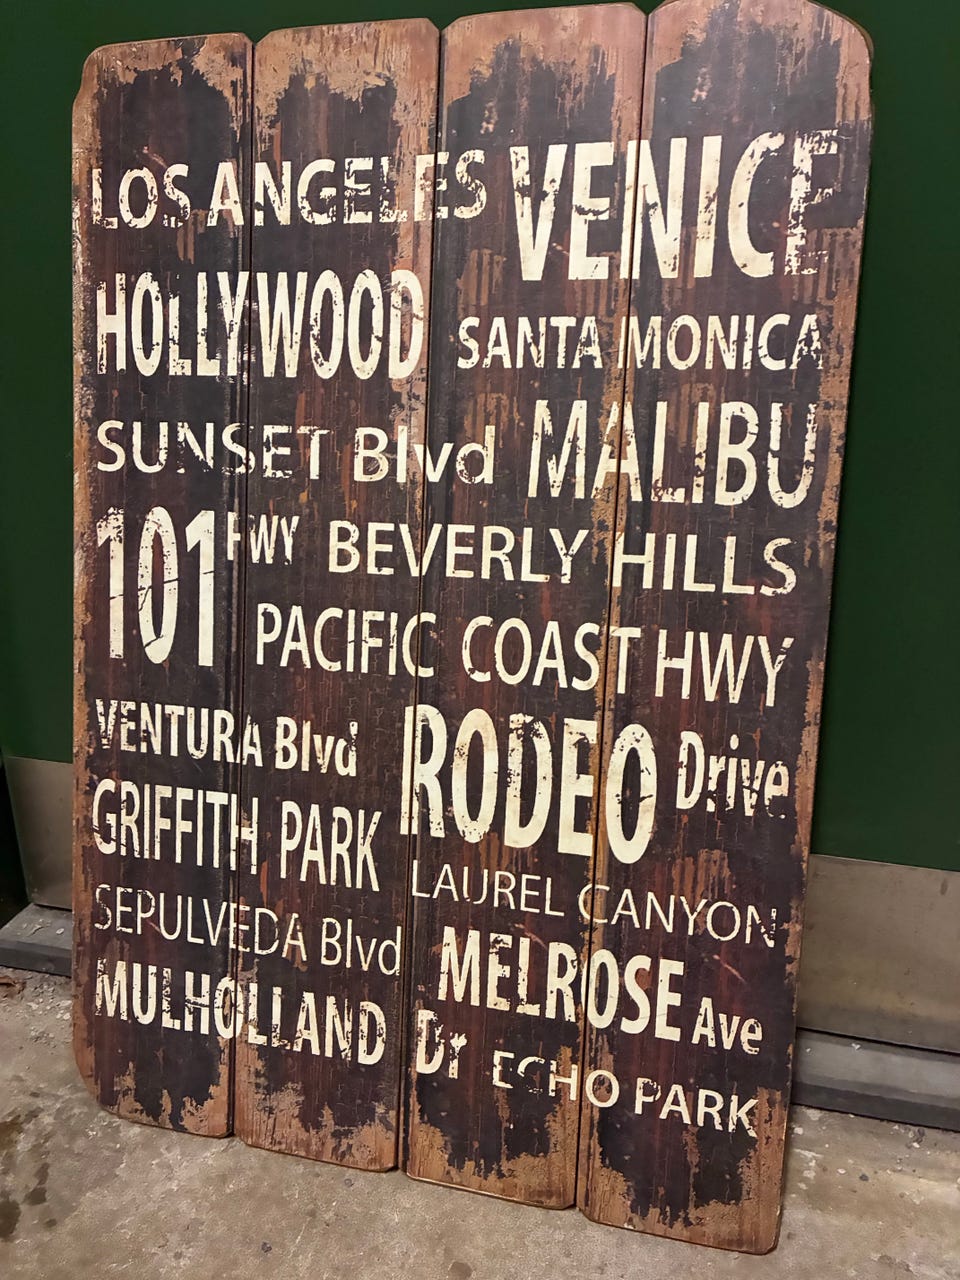 LOS ANGELES VENICE
HOLLYWOOD SANTA MONICA
SUNSET Blvd MALIBU
101 HWY BEVERLY HILLS
PACIFIC COAST HWY
VENTURA Blvd RODEO Drive
GRIFFITH PARK
LAUREL CANYON
SEPULVEDA Blvd MELROSE Ave
MULHOLLAND Dr ECHO PARK